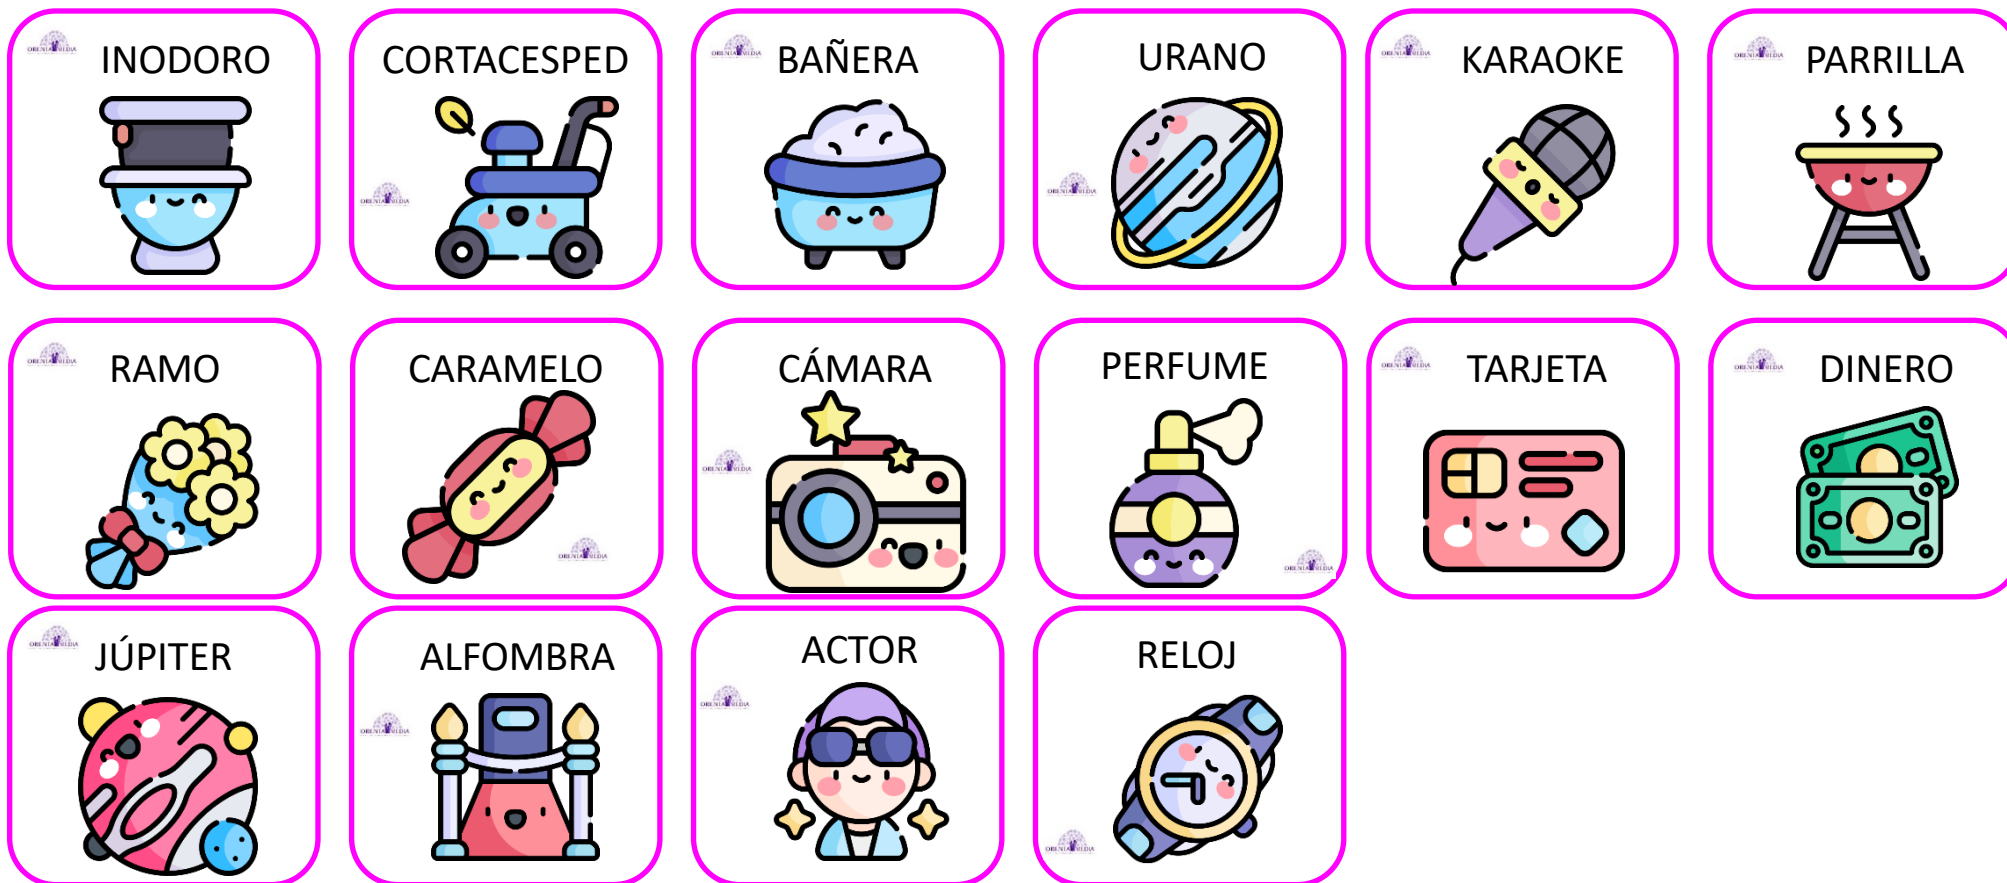 INODORO
CORTACESPED
BAÑERA
URANO
KARAOKE
PARRILLA
RAMO
CARAMELO
CÁMARA
PERFUME
TARJETA
DINERO
JÚPITER
ALFOMBRA
ACTOR
RELOJ